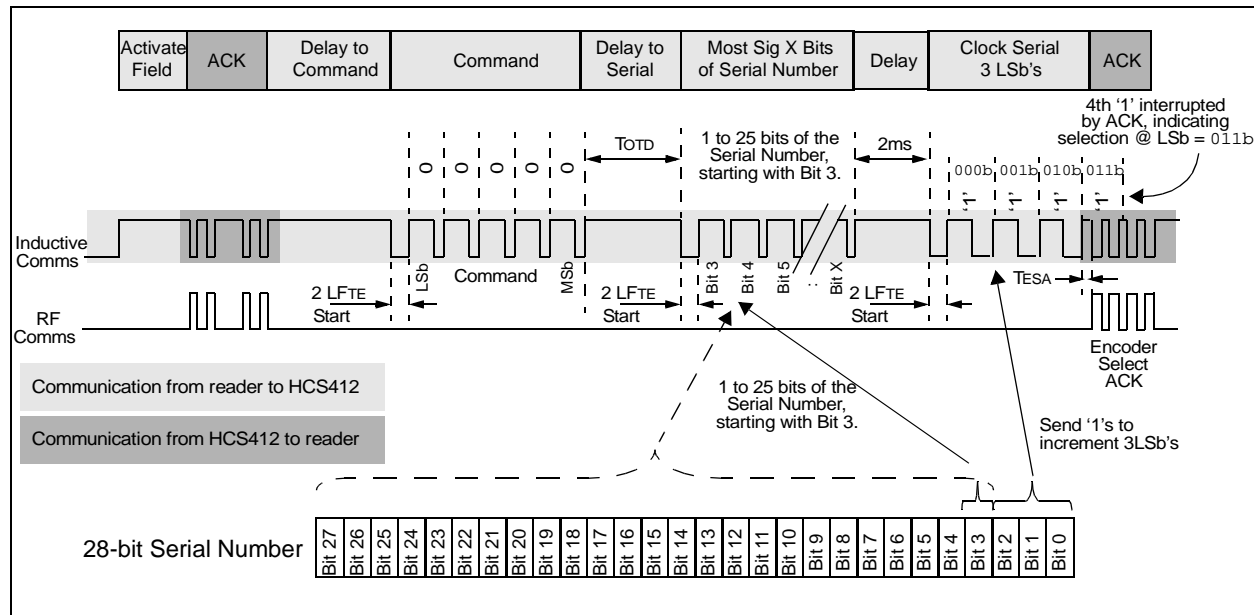 Activate Field
ACK
Delay to Command
Command
Delay to Serial
Most Sig X Bits of Serial Number
Delay
Clock Serial 3 LSb's
ACK
4th ‘1’ interrupted
by ACK, indicating
selection @ LSb = 011b
TOTD
1 to 25 bits of the
Serial Number,
starting with Bit 3.
2ms
0 0 0 0 0
000b 001b 010b 011b
‘1’ ‘1’ ‘1’ ‘1’
Inductive
Comms
LSb
Command
MSb
Bit 3
Bit 4
Bit 5
:
Bit X
TESA
2 LFTE
Start
2 LFTE
Start
2 LFTE
Start
RF
Comms
Encoder
Select
ACK
Communication from reader to HCS412
Communication from HCS412 to reader
1 to 25 bits of the
Serial Number,
starting with Bit 3.
Send ‘1’s to
increment 3LSb's
28-bit Serial Number
Bit 27
Bit 26
Bit 25
Bit 24
Bit 23
Bit 22
Bit 21
Bit 20
Bit 19
Bit 18
Bit 17
Bit 16
Bit 15
Bit 14
Bit 13
Bit 12
Bit 11
Bit 10
Bit 9
Bit 8
Bit 7
Bit 6
Bit 5
Bit 4
Bit 3
Bit 2
Bit 1
Bit 0